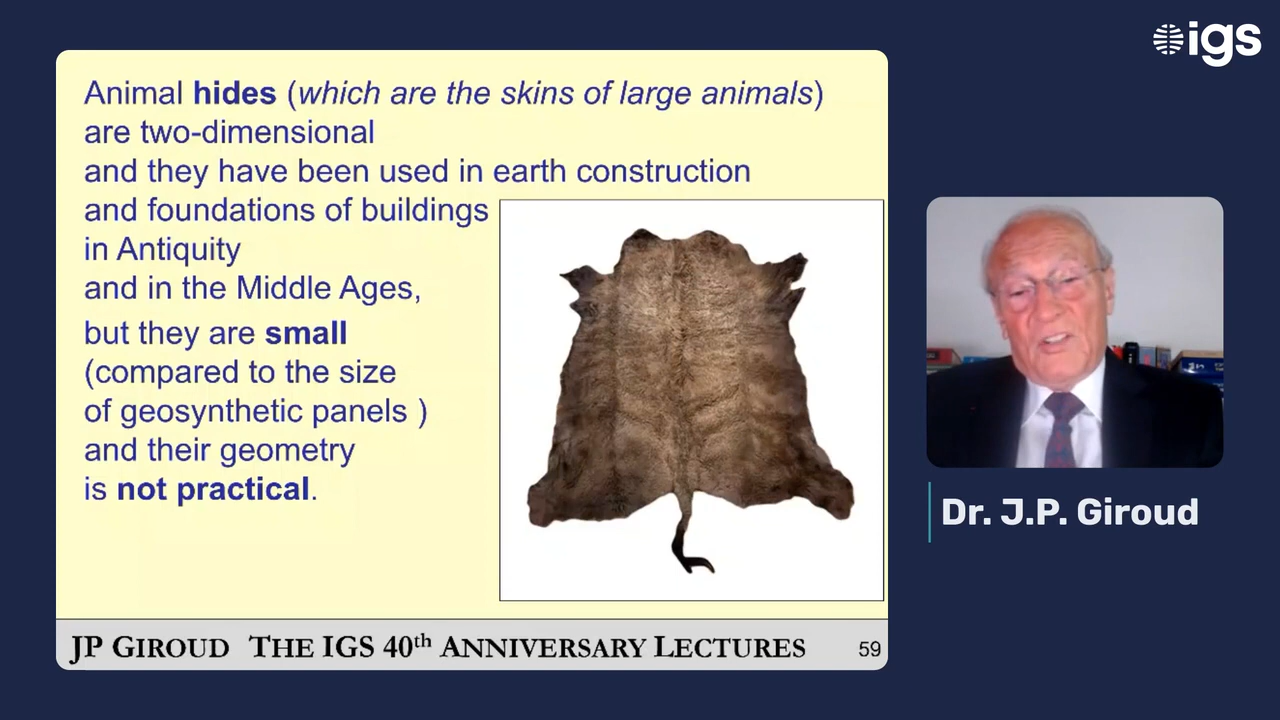 igs
Animal hides (which are the skins of large animals)
are two-dimensional
and they have been used in earth construction
and foundations of buildings
in Antiquity
and in the Middle Ages,
but they are small
(compared to the size
of geosynthetic panels )
and their geometry
is not practical.
Dr. J.P. Giroud
JP GIROUD THE IGS 40th ANNIVERSARY LECTURES 59